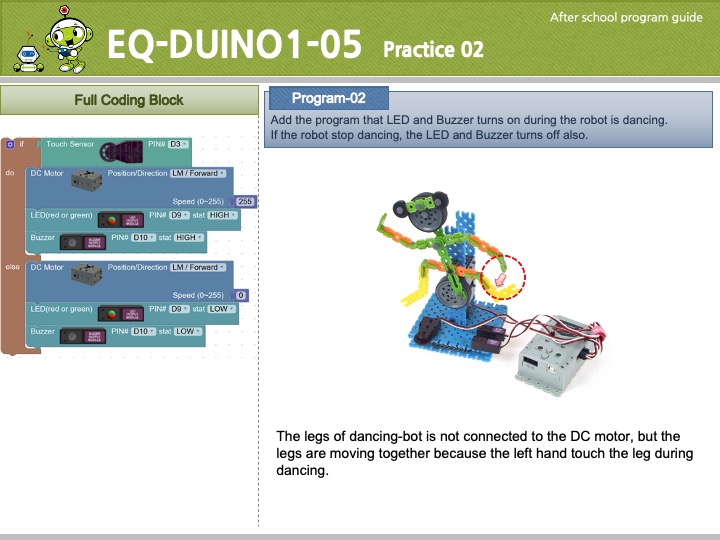 After school program guide
EQ-DUINO1-05 Practice 02
Full Coding Block
Program-02
Add the program that LED and Buzzer turns on during the robot is dancing.
If the robot stop dancing, the LED and Buzzer turns off also.
if Touch Sensor PIN# D3
do DC Motor Position/Direction LM / Forward
Speed (0~255) 255
LED(red or green) PIN# D9 stat HIGH
Buzzer PIN# D10 stat HIGH
else DC Motor Position/Direction LM / Forward
Speed (0~255) 0
LED(red or green) PIN# D9 stat LOW
Buzzer PIN# D10 stat LOW
The legs of dancing-bot is not connected to the DC motor, but the
legs are moving together because the left hand touch the leg during
dancing.